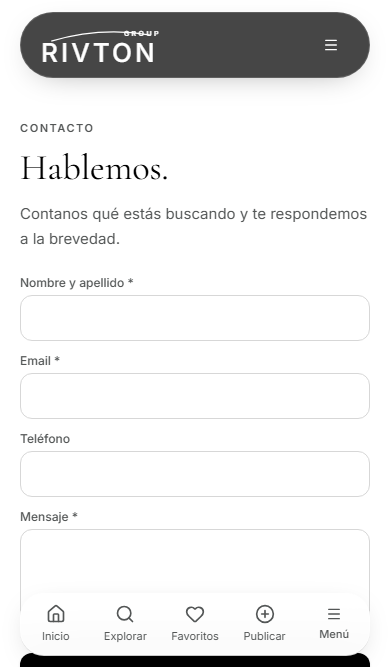 GROUP
RIVTON
CONTACTO
Hablemos.
Contanos qué estás buscando y te respondemos
a la brevedad.
Nombre y apellido *
Email *
Teléfono
Mensaje *
Inicio Explorar Favoritos Publicar Menú